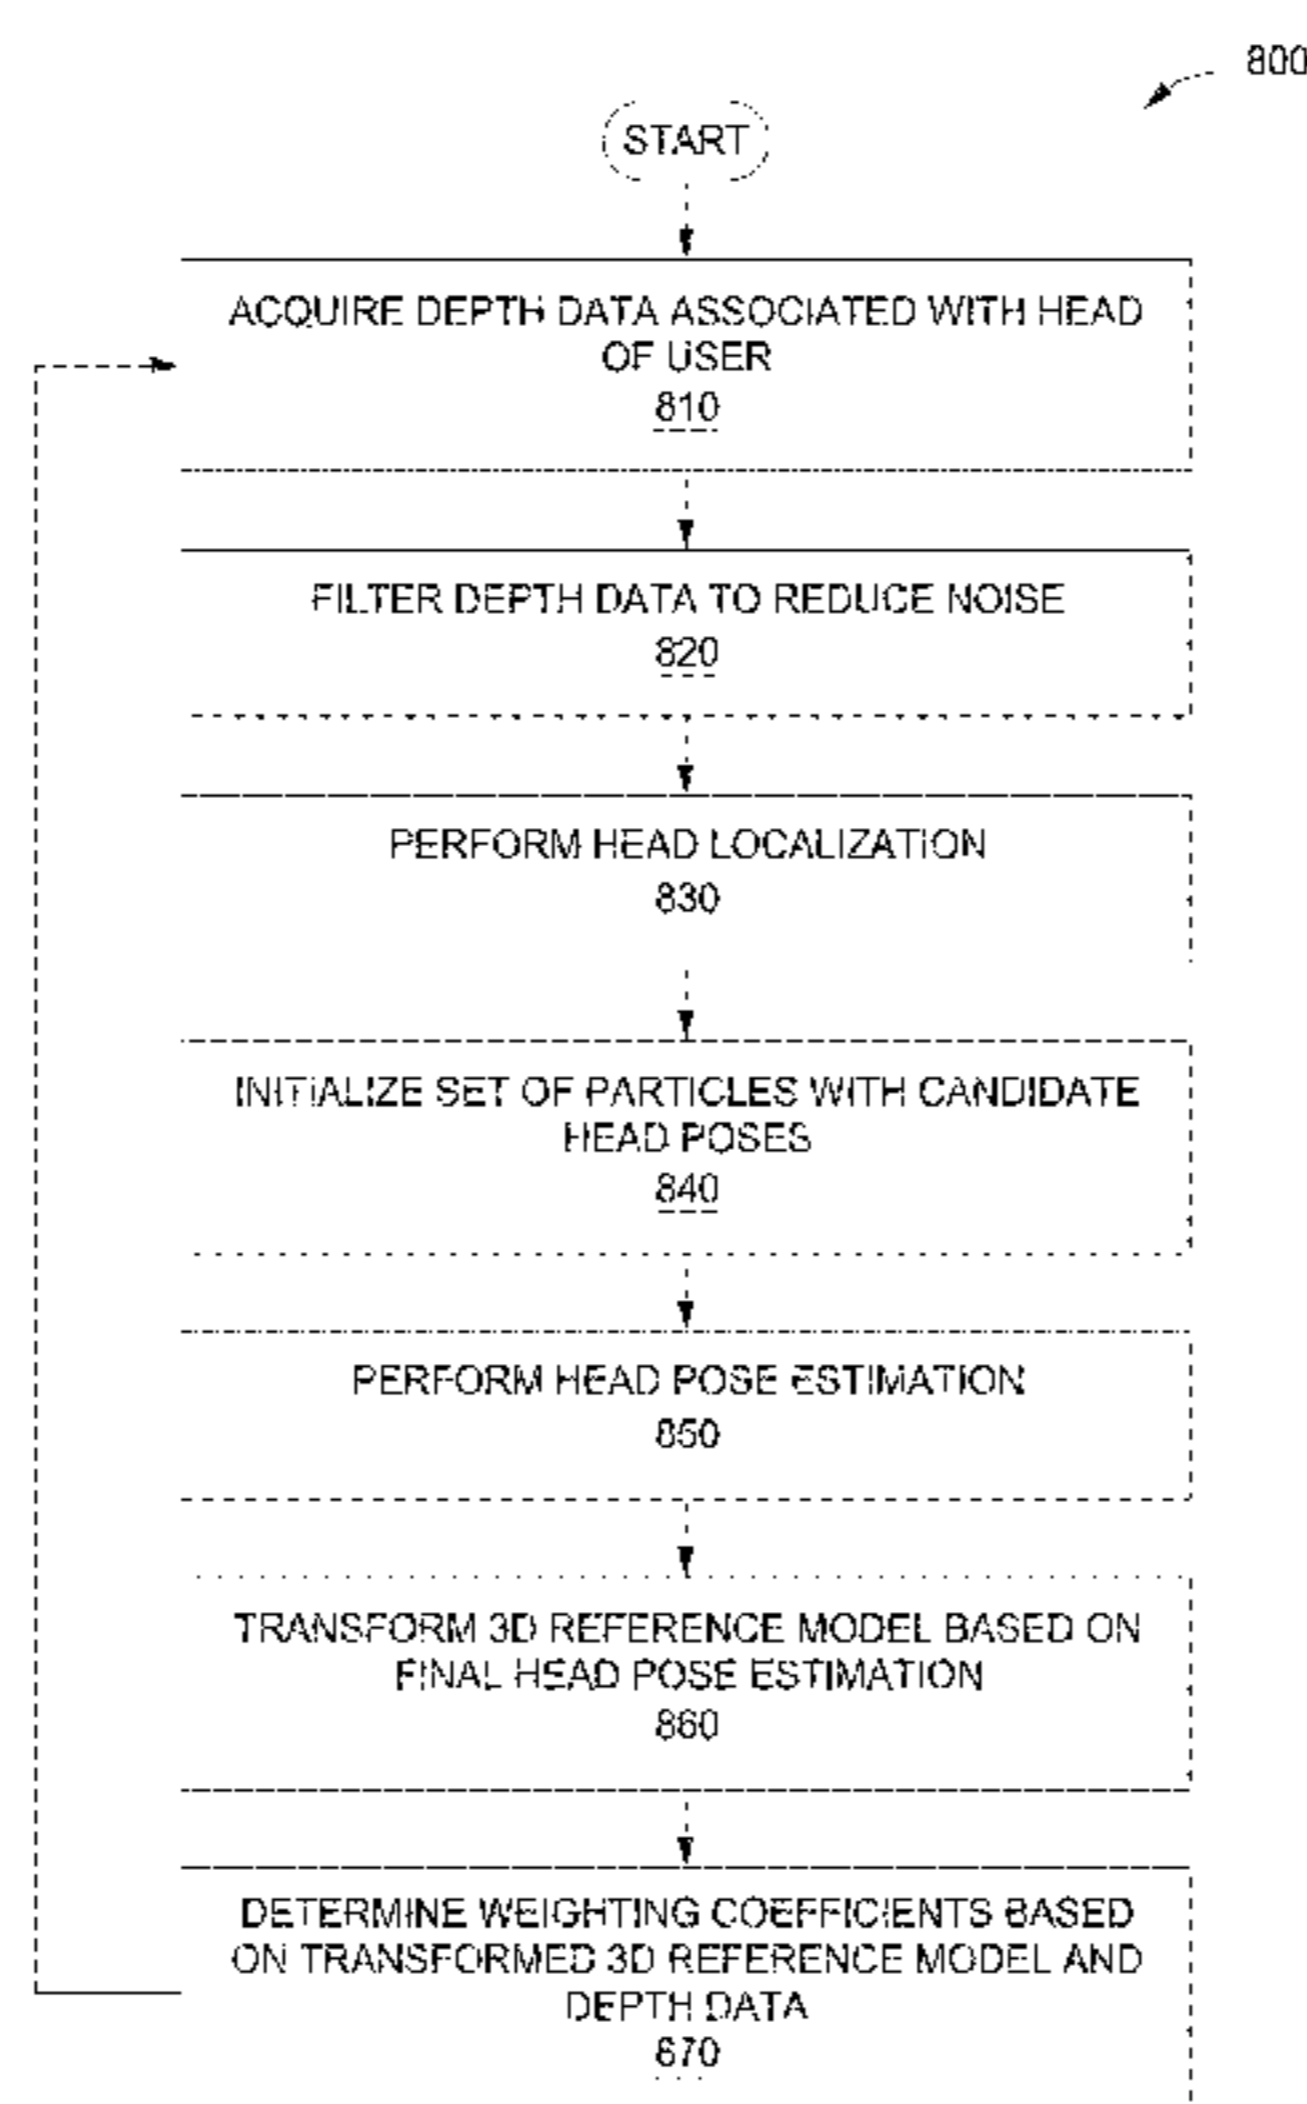 800
START
ACQUIRE DEPTH DATA ASSOCIATED WITH HEAD
OF USER
810
FILTER DEPTH DATA TO REDUCE NOISE
820
PERFORM HEAD LOCALIZATION
830
INITIALIZE SET OF PARTICLES WITH CANDIDATE
HEAD POSES
840
PERFORM HEAD POSE ESTIMATION
850
TRANSFORM 3D REFERENCE MODEL BASED ON
FINAL HEAD POSE ESTIMATION
860
DETERMINE WEIGHTING COEFFICIENTS BASED
ON TRANSFORMED 3D REFERENCE MODEL AND
DEPTH DATA
870